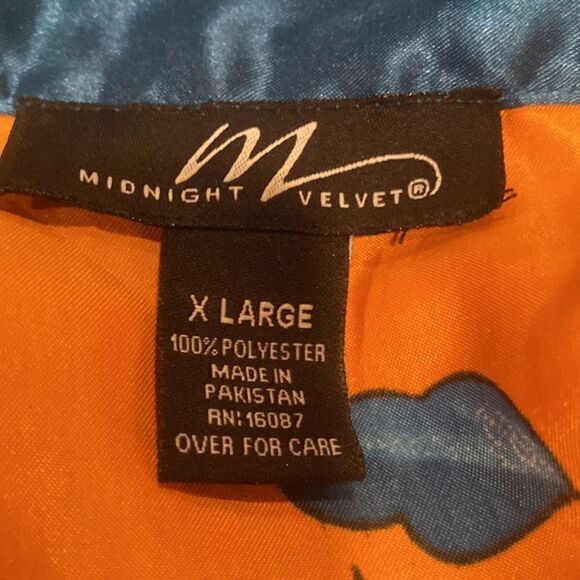 M
MIDNIGHT VELVET®
X LARGE
100% POLYESTER
MADE IN
PAKISTAN
RN: 16087
OVER FOR CARE